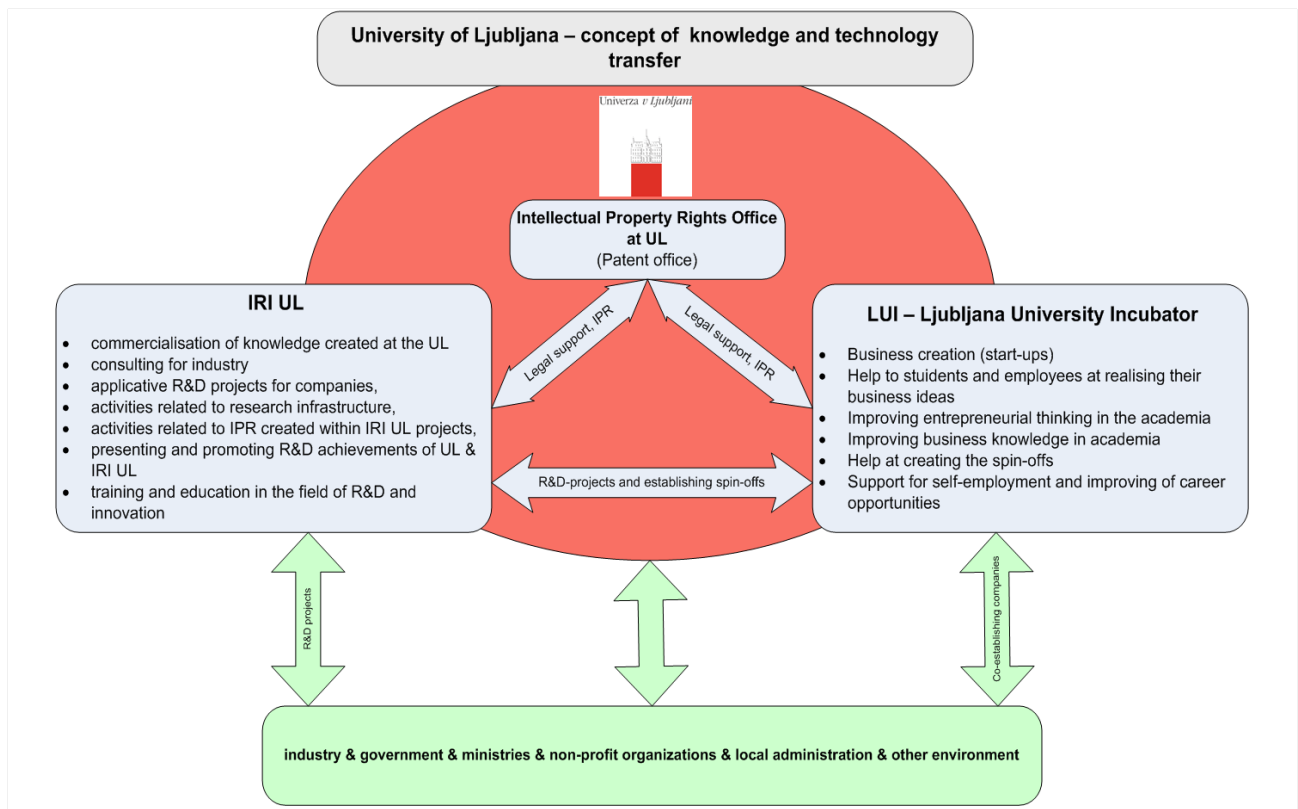 University of Ljubljana – concept of knowledge and technology
transfer
Univerza v Ljubljani
Intellectual Property Rights Office
at UL
(Patent office)
IRI UL
• commercialisation of knowledge created at the UL
• consulting for industry
• applicative R&D projects for companies,
• activities related to research infrastructure,
• activities related to IPR created within IRI UL projects,
• presenting and promoting R&D achievements of UL &
IRI UL
• training and education in the field of R&D and
innovation
Legal support, IPR
Legal support, IPR
LUI – Ljubljana University Incubator
• Business creation (start-ups)
• Help to stuidents and employees at realising their
business ideas
• Improving entrepreneurial thinking in the academia
• Improving business knowledge in academia
• Help at creating the spin-offs
• Support for self-employment and improving of career
opportunities
R&D-projects and establishing spin-offs
R&D projects
Co-establishing companies
industry & government & ministries & non-profit organizations & local administration & other environment